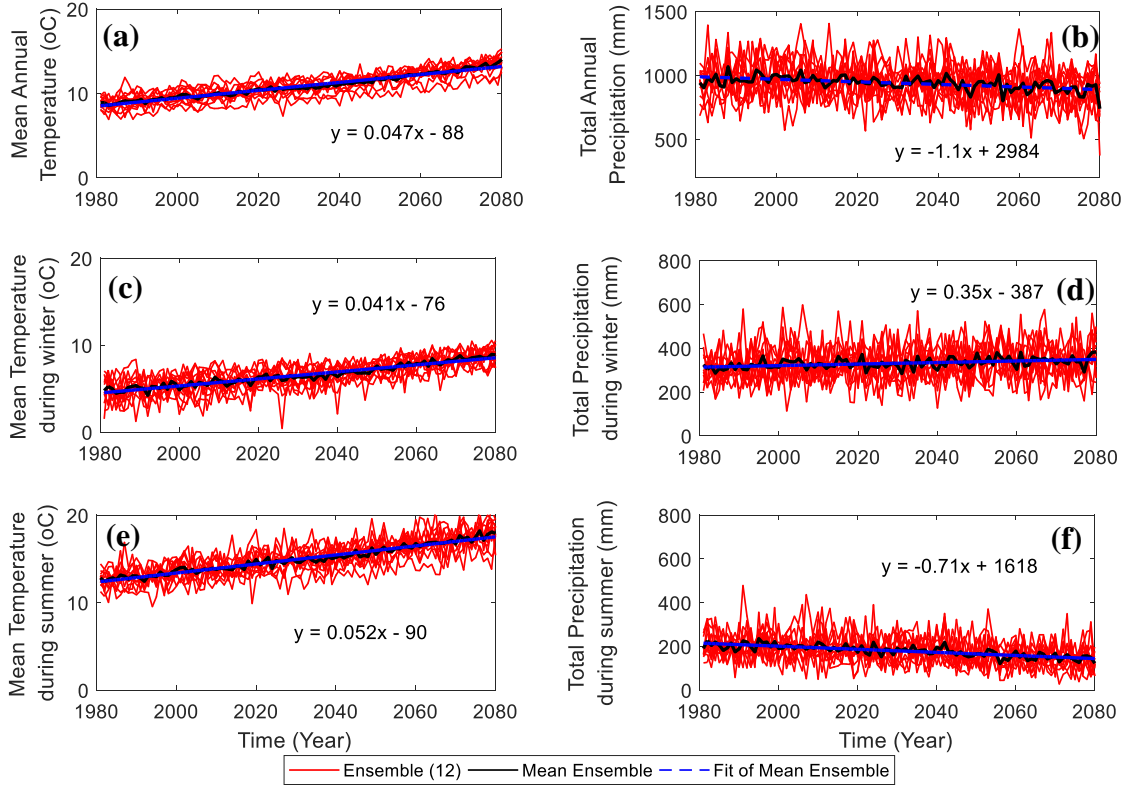 Mean Annual
Temperature (oC)
20
10
0
(a)
y = 0.047x - 88
1980 2000 2020 2040 2060 2080
Total Annual
Precipitation (mm)
1500
1000
500
(b)
y = -1.1x + 2984
1980 2000 2020 2040 2060 2080
Mean Temperature
during winter (oC)
20
10
0
(c)
y = 0.041x - 76
1980 2000 2020 2040 2060 2080
Total Precipitation
during winter (mm)
800
600
400
200
0
y = 0.35x - 387
(d)
1980 2000 2020 2040 2060 2080
Mean Temperature
during summer (oC)
20
10
0
(e)
y = 0.052x - 90
1980 2000 2020 2040 2060 2080
Time (Year)
Total Precipitation
during summer (mm)
800
600
400
200
0
(f)
y = -0.71x + 1618
1980 2000 2020 2040 2060 2080
Time (Year)
Ensemble (12) Mean Ensemble Fit of Mean Ensemble